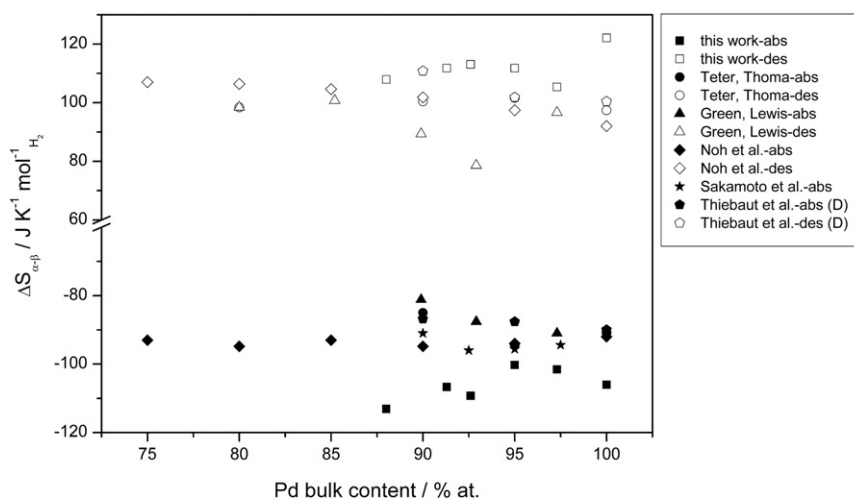 120
100
80
60
-80
-100
-120
ΔS α-β / J K⁻¹ mol⁻¹ H₂
75 80 85 90 95 100
Pd bulk content / % at.
this work-abs
this work-des
Teter, Thoma-abs
Teter, Thoma-des
Green, Lewis-abs
Green, Lewis-des
Noh et al.-abs
Noh et al.-des
Sakamoto et al.-abs
Thiebaut et al.-abs (D)
Thiebaut et al.-des (D)